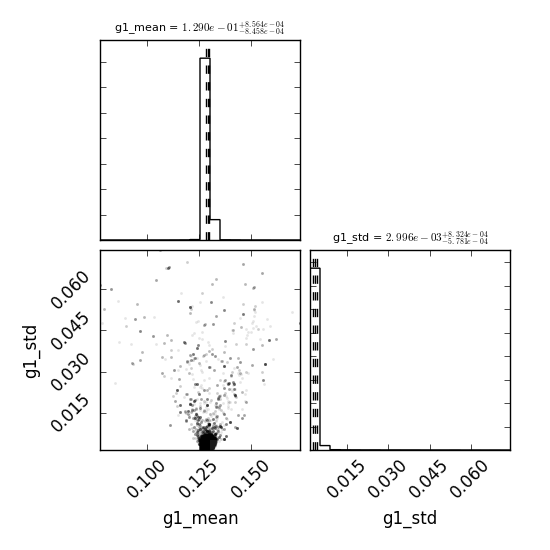 g1_mean = 1.290e − 01+8.564e−04 −8.458e−04
g1_std = 2.996e − 03+8.324e−04 −5.781e−04
0.060
0.045
0.030
0.015
g1_std
0.100
0.125
0.150
g1_mean
0.015
0.030
0.045
0.060
g1_std